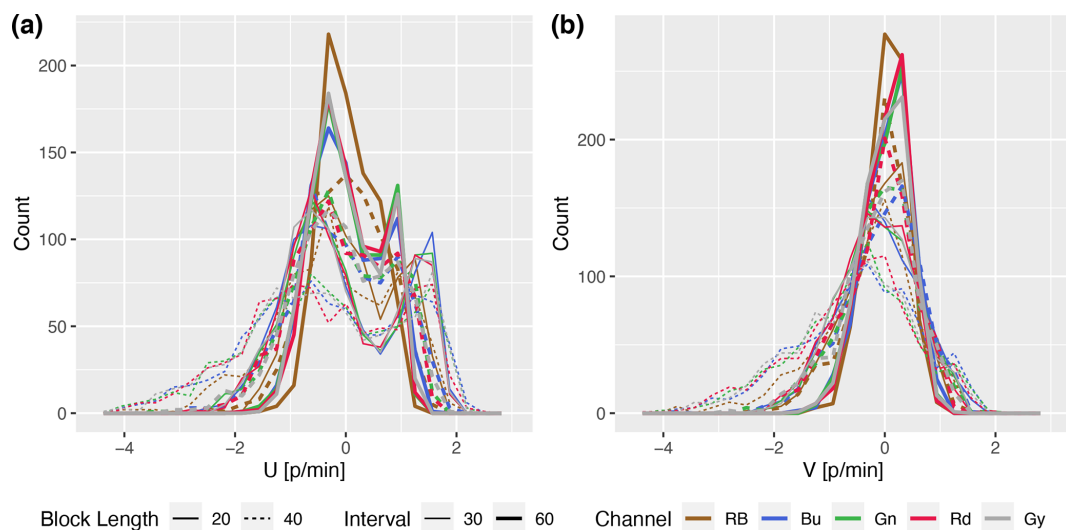 (a) (b)
200
150
100
50
0
Count
−4 −2 0 2
U [p/min]
200
100
0
Count
−4 −2 0 2
V [p/min]
Block Length 20 40 Interval 30 60 Channel RB Bu Gn Rd Gy